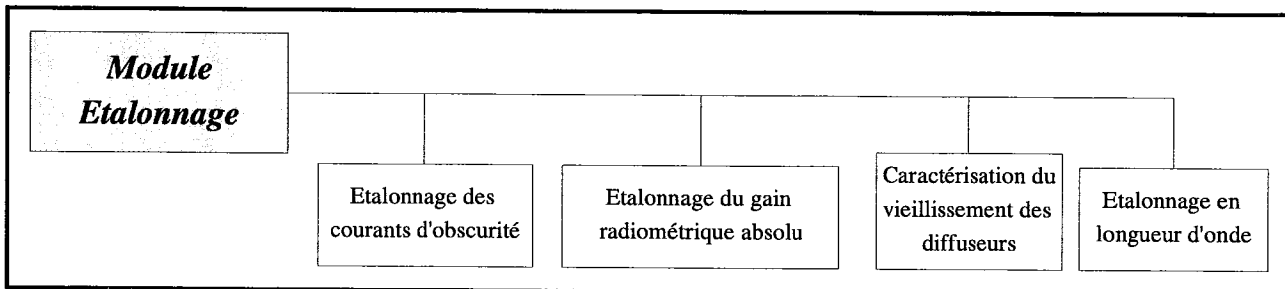 Module
Etalonnage
Etalonnage des
courants d'obscurité
Etalonnage du gain
radiométrique absolu
Caractérisation du
vieillissement des
diffuseurs
Etalonnage en
longueur d'onde